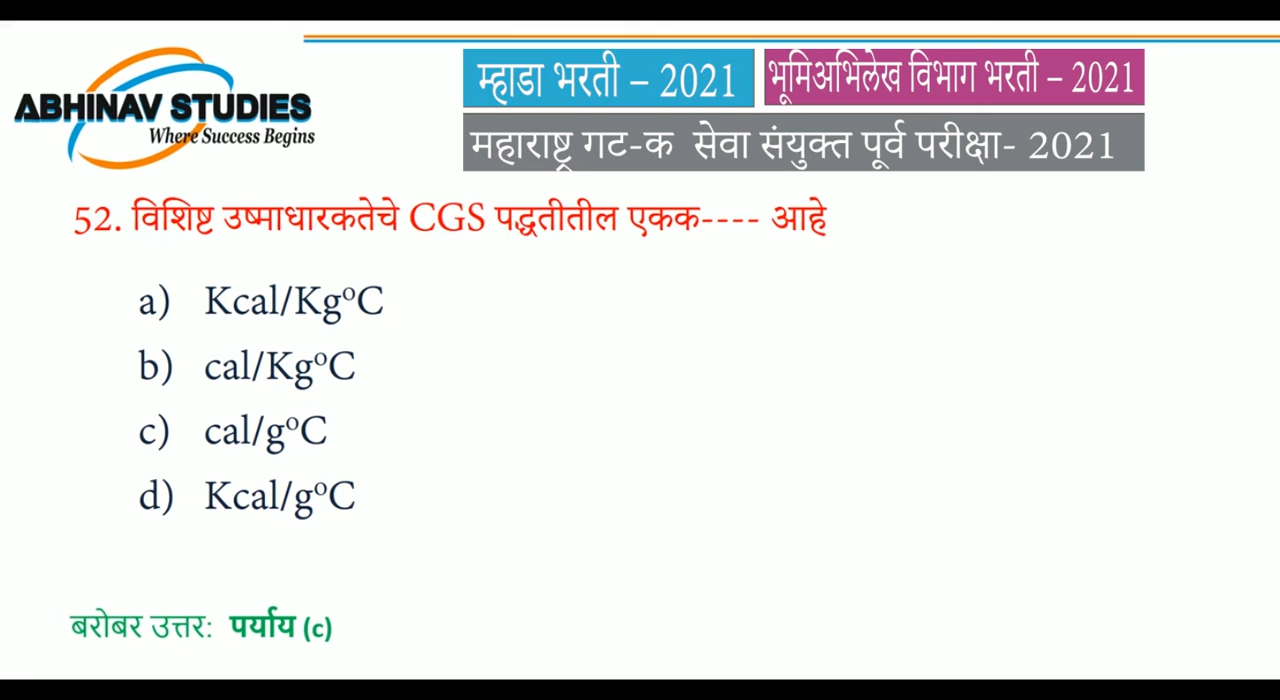 ABHINAV STUDIES
Where Success Begins
म्हाडा भरती – 2021
भूमिअभिलेख विभाग भरती – 2021
महाराष्ट्र गट-क सेवा संयुक्त पूर्व परीक्षा- 2021
52. विशिष्ट उष्माधारकतेचे CGS पद्धतीतील एकक---- आहे
a) Kcal/Kg°C
b) cal/Kg°C
c) cal/g°C
d) Kcal/g°C
बरोबर उत्तर: पर्याय (c)